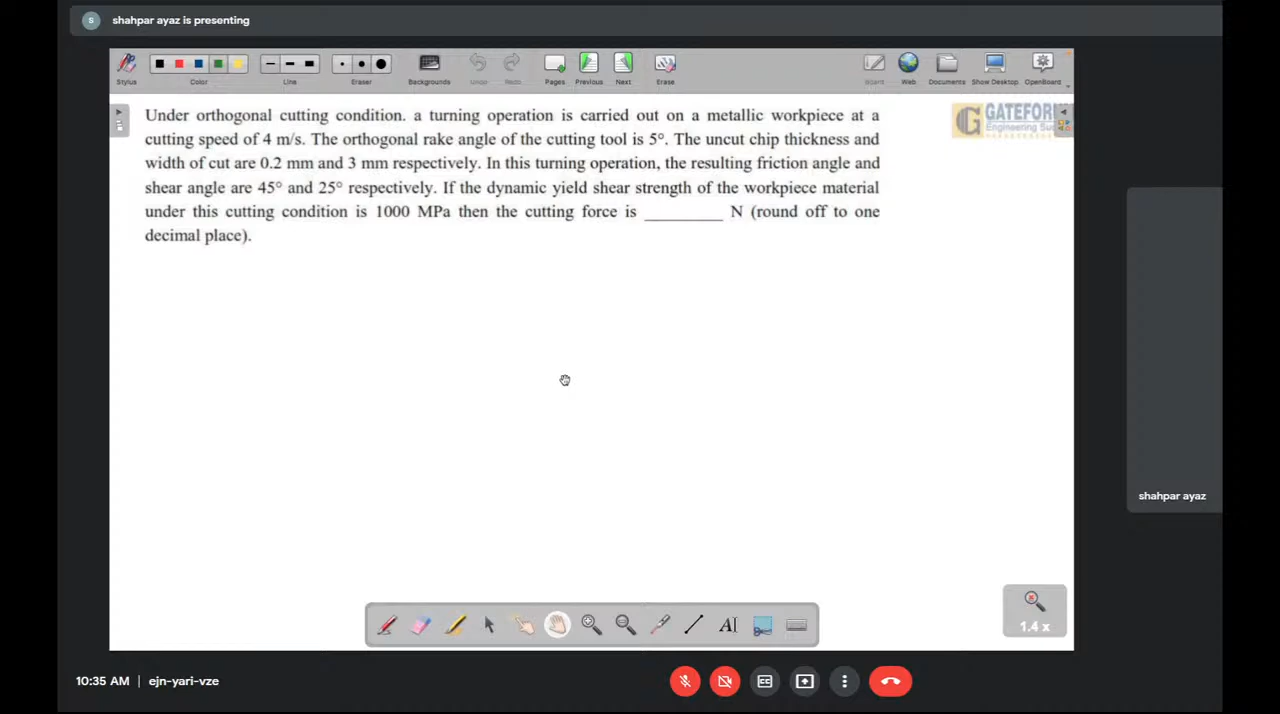 S shahpar ayaz is presenting
Stylus Color Line Eraser Backgrounds Undo Redo Pages Previous Next Erase Board Web Documents Show Desktop OpenBoard
Under orthogonal cutting condition. a turning operation is carried out on a metallic workpiece at a
cutting speed of 4 m/s. The orthogonal rake angle of the cutting tool is 5°. The uncut chip thickness and
width of cut are 0.2 mm and 3 mm respectively. In this turning operation, the resulting friction angle and
shear angle are 45° and 25° respectively. If the dynamic yield shear strength of the workpiece material
under this cutting condition is 1000 MPa then the cutting force is _________ N (round off to one
decimal place).
G GATEFOR
Engineering Su
shahpar ayaz
AI
1.4 x
10:35 AM | ejn-yari-vze